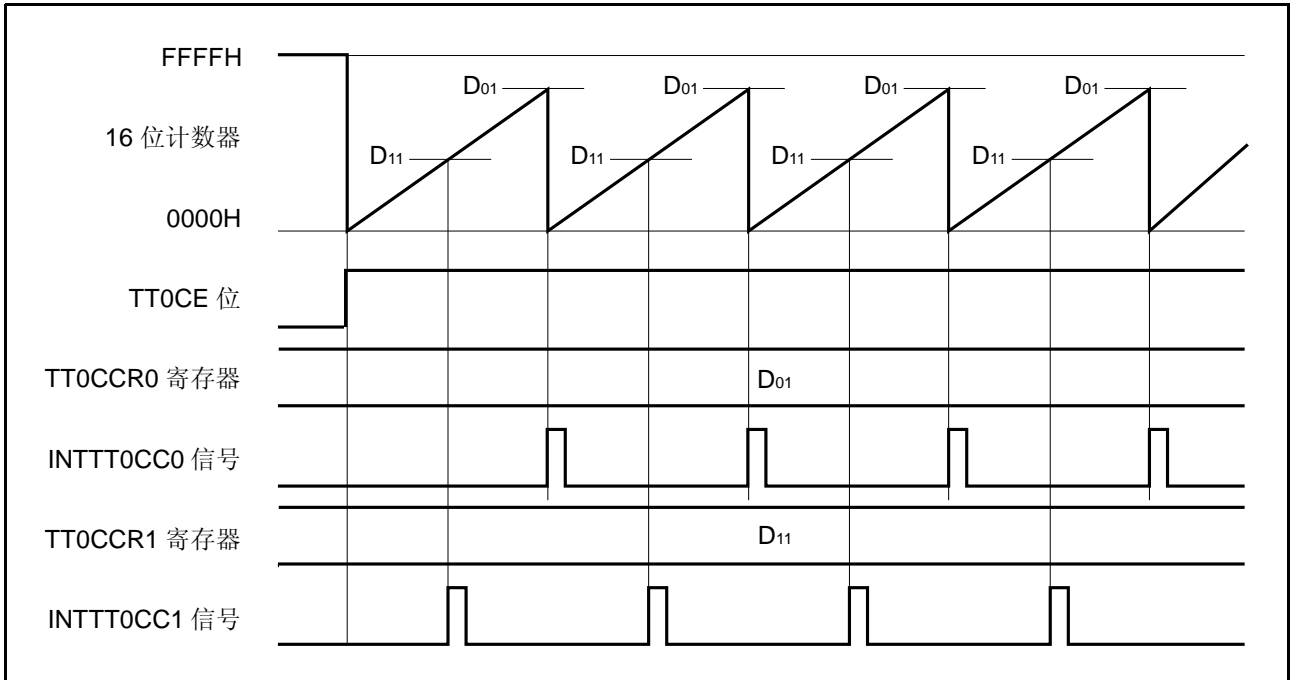 FFFFH
D01 D01 D01 D01
16 位计数器
D11 D11 D11 D11
0000H
TT0CE 位
TT0CCR0 寄存器 D01
INTTT0CC0 信号
TT0CCR1 寄存器 D11
INTTT0CC1 信号